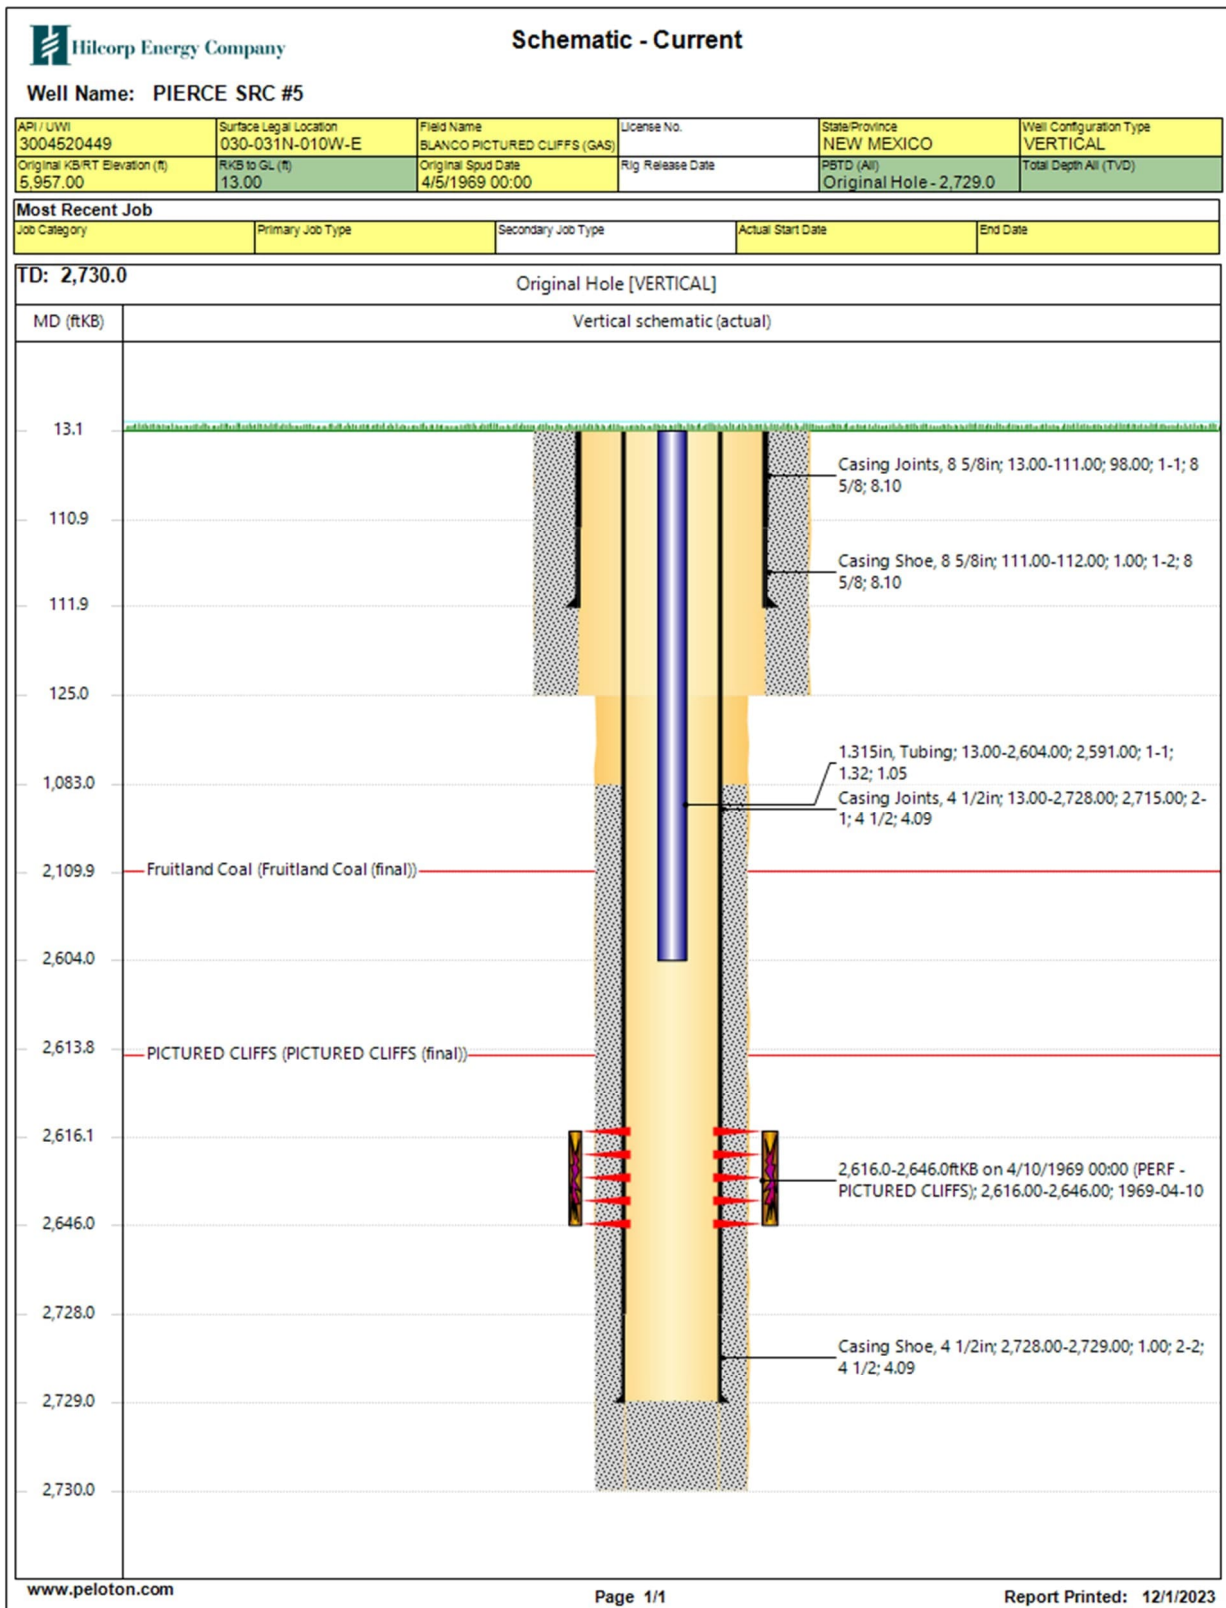 Hilcorp Energy Company
Schematic - Current
Well Name: PIERCE SRC #5
API / UWI
3004520449
Surface Legal Location
030-031N-010W-E
Field Name
BLANCO PICTURED CLIFFS (GAS)
License No.
State/Province
NEW MEXICO
Well Configuration Type
VERTICAL
Original KB/RT Elevation (ft)
5,957.00
RKB to GL (ft)
13.00
Original Spud Date
4/5/1969 00:00
Rig Release Date
PBTD (All)
Original Hole - 2,729.0
Total Depth All (TVD)
Most Recent Job
Job Category
Primary Job Type
Secondary Job Type
Actual Start Date
End Date
TD: 2,730.0
Original Hole [VERTICAL]
MD (ftKB)
Vertical schematic (actual)
13.1
Casing Joints, 8 5/8in; 13.00-111.00; 98.00; 1-1; 8
5/8; 8.10
110.9
Casing Shoe, 8 5/8in; 111.00-112.00; 1.00; 1-2; 8
5/8; 8.10
111.9
125.0
1.315in, Tubing; 13.00-2,604.00; 2,591.00; 1-1;
1.32; 1.05
1,083.0
Casing Joints, 4 1/2in; 13.00-2,728.00; 2,715.00; 2-
1; 4 1/2; 4.09
2,109.9
Fruitland Coal (Fruitland Coal (final))
2,604.0
2,613.8
PICTURED CLIFFS (PICTURED CLIFFS (final))
2,616.1
2,616.0-2,646.0ftKB on 4/10/1969 00:00 (PERF -
PICTURED CLIFFS); 2,616.00-2,646.00; 1969-04-10
2,646.0
2,728.0
Casing Shoe, 4 1/2in; 2,728.00-2,729.00; 1.00; 2-2;
4 1/2; 4.09
2,729.0
2,730.0
www.peloton.com
Page 1/1
Report Printed: 12/1/2023